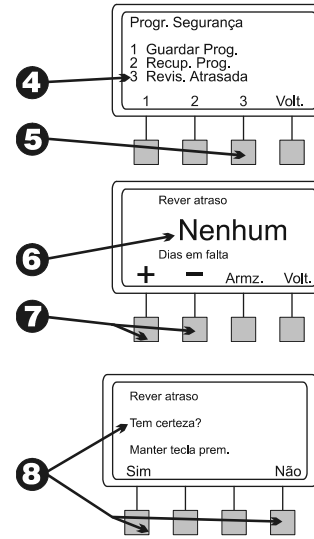 Progr. Segurança
1 Guardar Prog.
2 Recup. Prog.
4
3 Revis. Atrasada
1 2 3 Volt.
5
Rever atraso
Nenhum
6
Dias em falta
+ − Armz. Volt.
7
Rever atraso
Tem certeza?
Manter tecla prem.
8
Sim Não